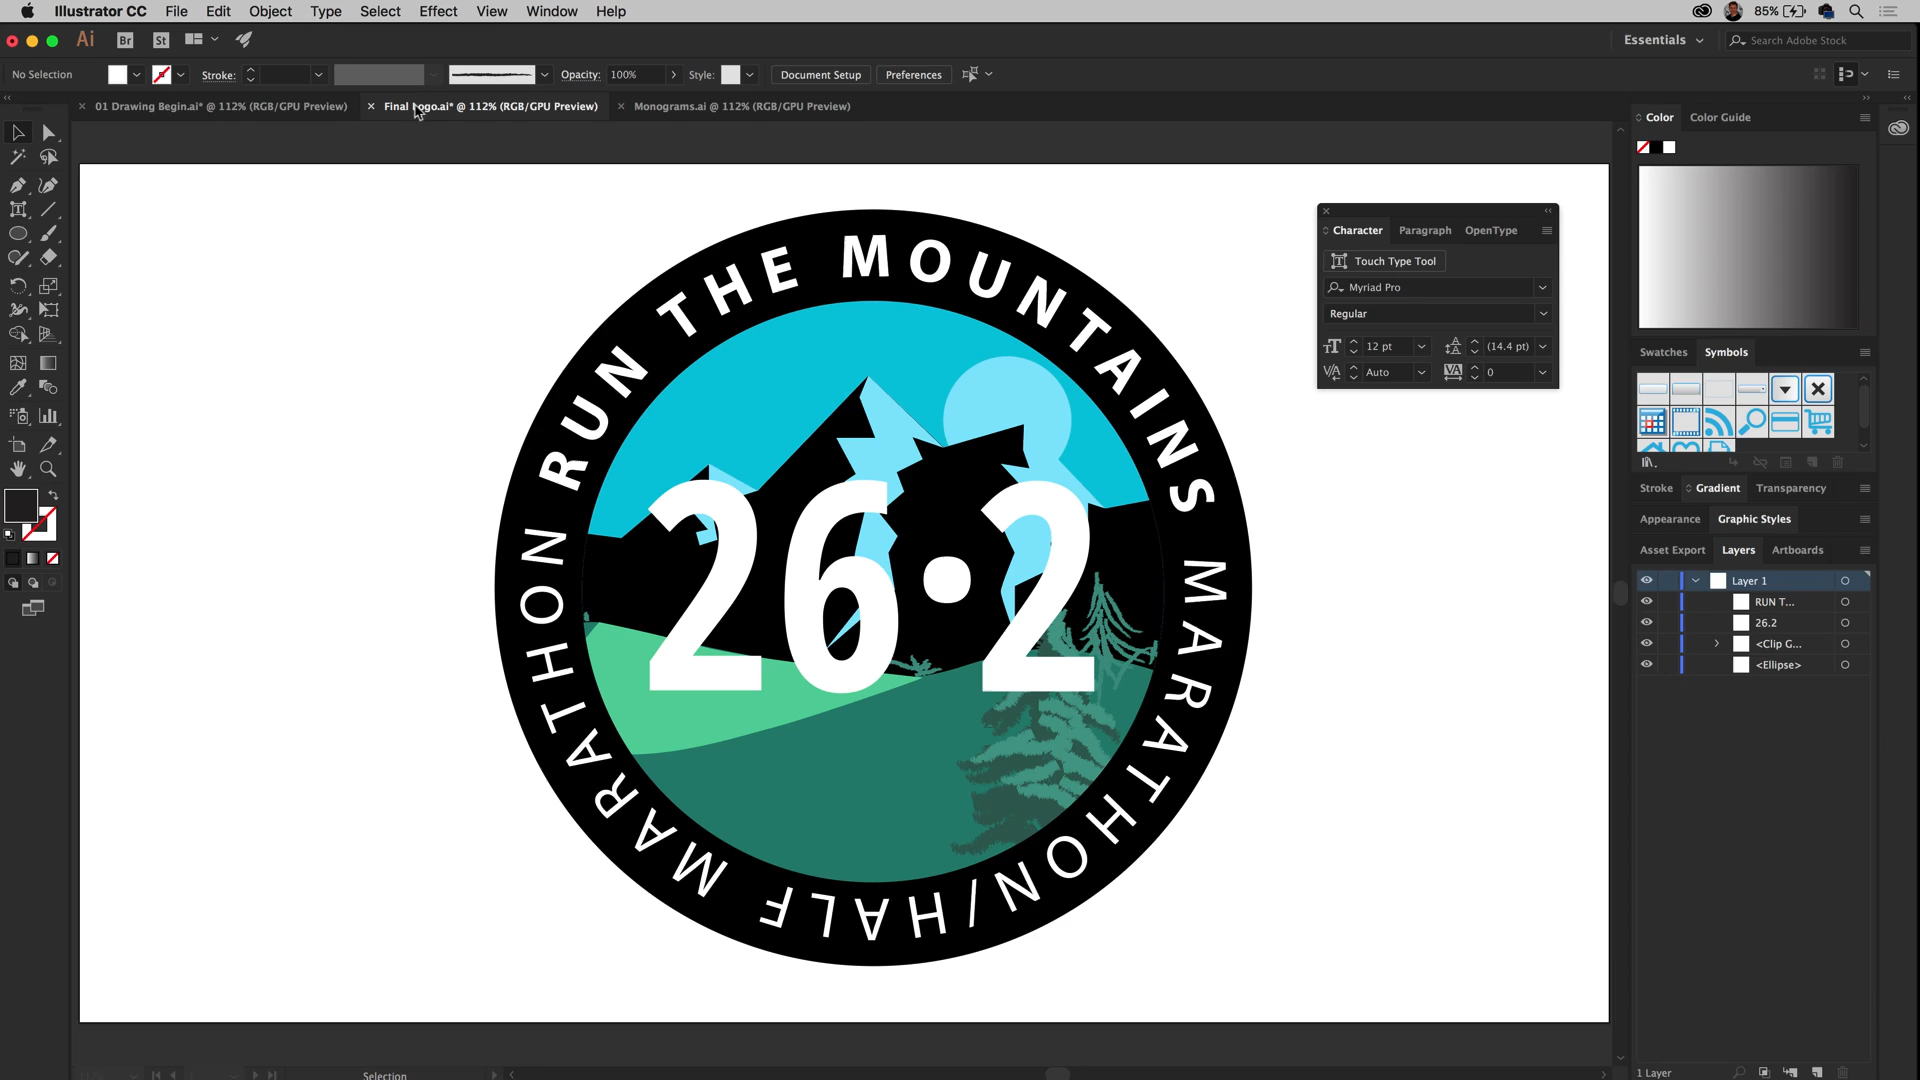 Illustrator CC File Edit Object Type Select Effect View Window Help 85%
Ai Br St Essentials Search Adobe Stock
No Selection Stroke: Opacity: 100% Style: Document Setup Preferences
01 Drawing Begin.ai* @ 112% (RGB/GPU Preview) Final Logo.ai* @ 112% (RGB/GPU Preview) Monograms.ai @ 112% (RGB/GPU Preview)
RUN THE MOUNTAINS MARATHON/HALF MARATHON
26.2
Character Paragraph OpenType
Touch Type Tool
Myriad Pro
Regular
12 pt (14.4 pt)
Auto 0
Color Color Guide
Swatches Symbols
Stroke Gradient Transparency
Appearance Graphic Styles
Asset Export Layers Artboards
Layer 1
RUN T...
26.2
<Clip G...
<Ellipse>
1 Layer
Selection